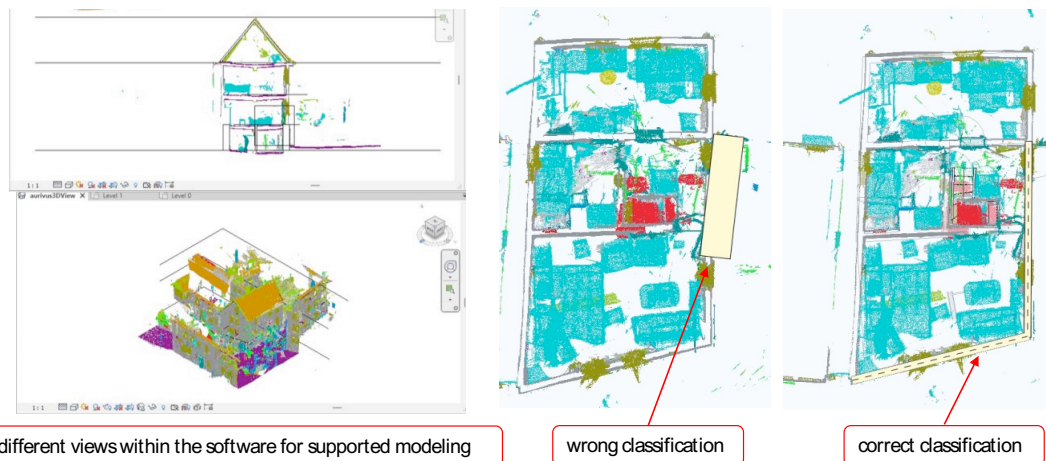 1:1
aurivus3DView X Level 1 Level 0
1:1
different views within the software for supported modeling
wrong classification
correct classification